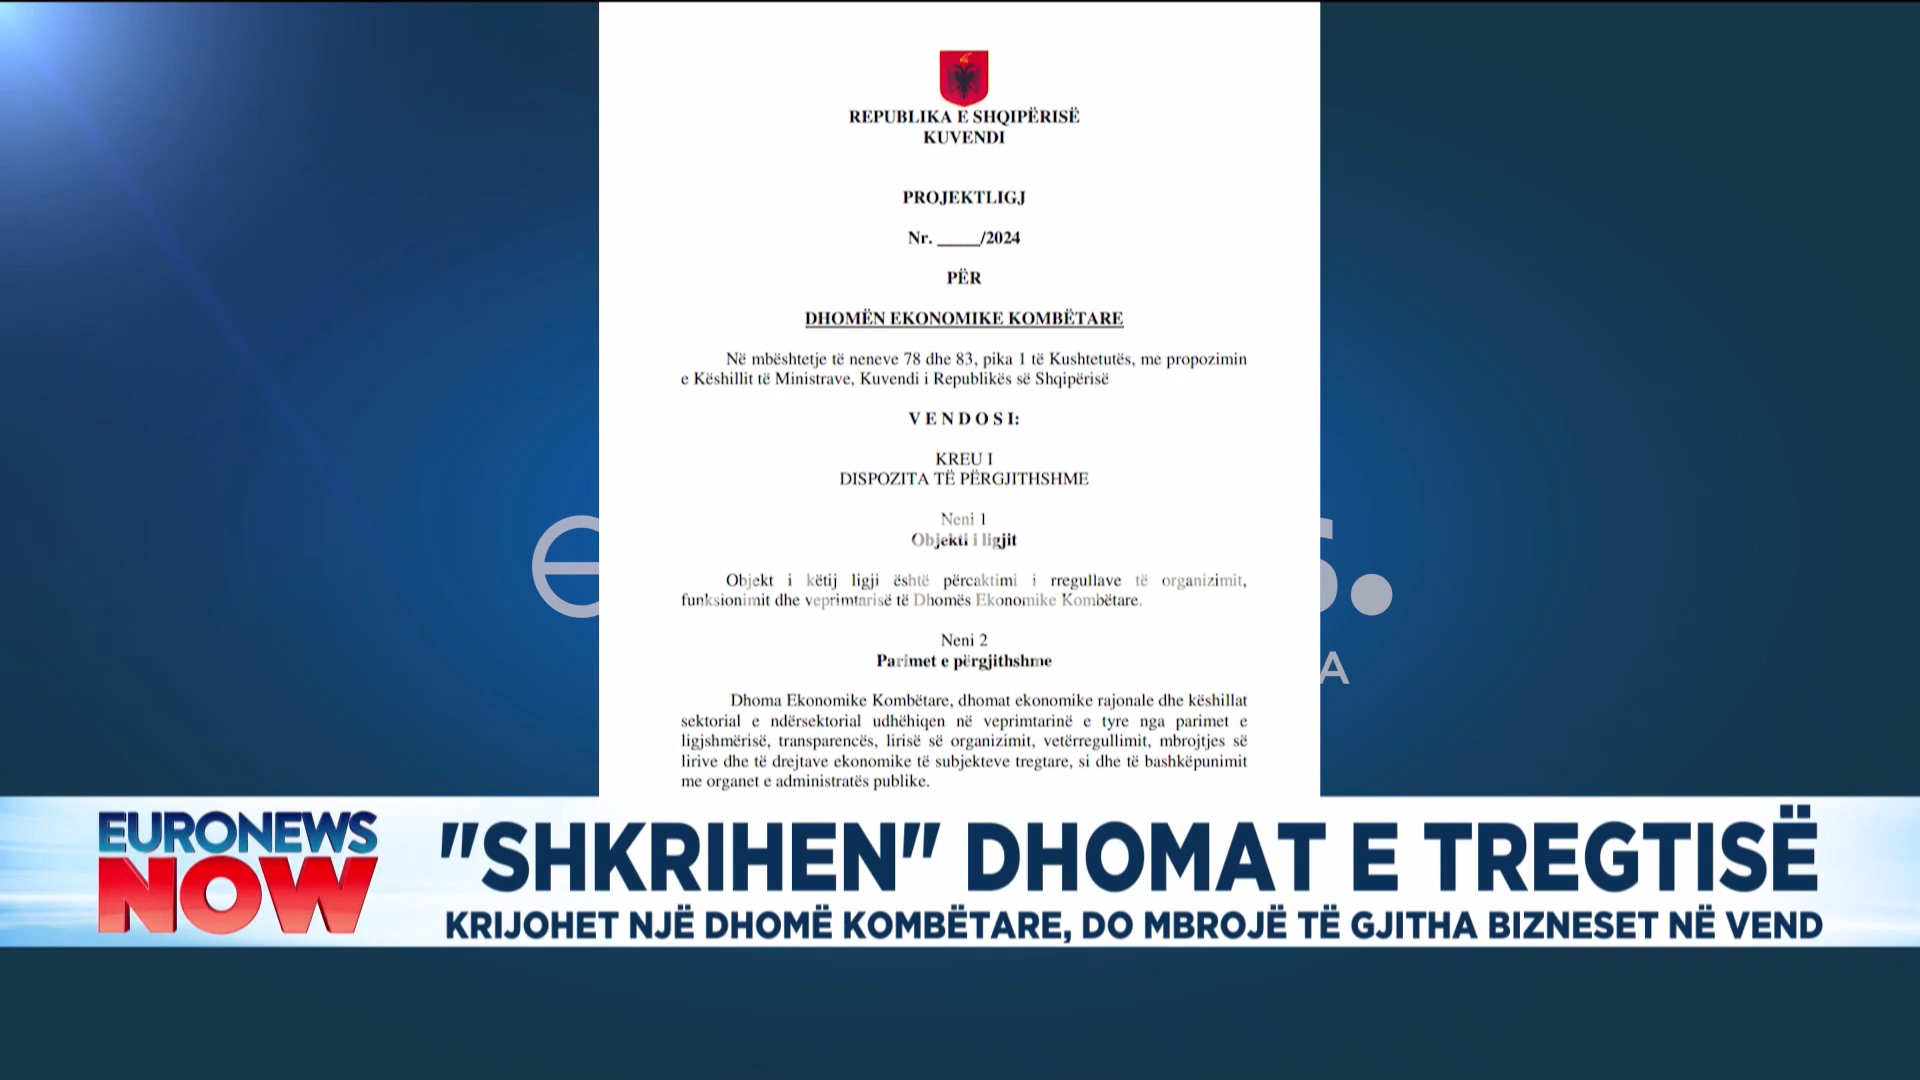 REPUBLIKA E SHQIPËRISË
KUVENDI
PROJEKTLIGJ
Nr. _____/2024
PËR
DHOMËN EKONOMIKE KOMBËTARE
Në mbështetje të neneve 78 dhe 83, pika 1 të Kushtetutës, me propozimin
e Këshillit të Ministrave, Kuvendi i Republikës së Shqipërisë
V E N D O S I:
KREU I
DISPOZITA TË PËRGJITHSHME
Neni 1
Objekti i ligjit
Objekt i këtij ligji është përcaktimi i rregullave të organizimit,
funksionimit dhe veprimtarisë të Dhomës Ekonomike Kombëtare.
Neni 2
Parimet e përgjithshme
Dhoma Ekonomike Kombëtare, dhomat ekonomike rajonale dhe këshillat
sektorial e ndërsektorial udhëhiqen në veprimtarinë e tyre nga parimet e
ligjshmërisë, transparencës, lirisë së organizimit, vetërregullimit, mbrojtjes së
lirive dhe të drejtave ekonomike të subjekteve tregtare, si dhe të bashkëpunimit
me organet e administratës publike.
EURONEWS
NOW
"SHKRIHEN" DHOMAT E TREGTISË
KRIJOHET NJË DHOMË KOMBËTARE, DO MBROJË TË GJITHA BIZNESET NË VEND